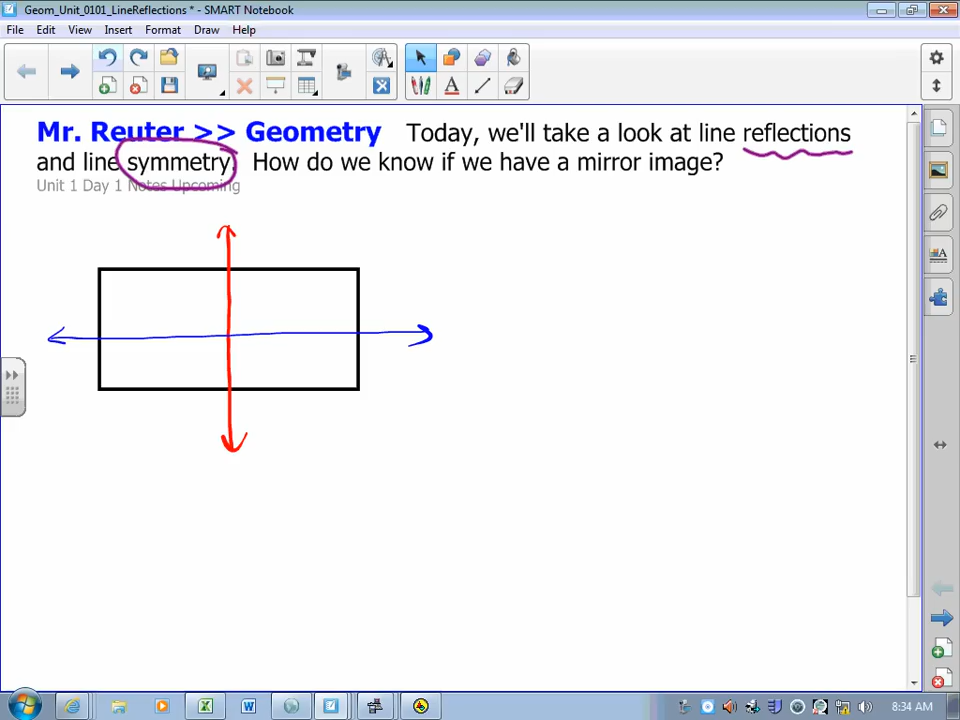 Geom_Unit_0101_LineReflections * - SMART Notebook
File Edit View Insert Format Draw Help
Mr. Reuter >> Geometry Today, we'll take a look at line reflections
and line symmetry. How do we know if we have a mirror image?
Unit 1 Day 1 Notes Upcoming
8:34 AM